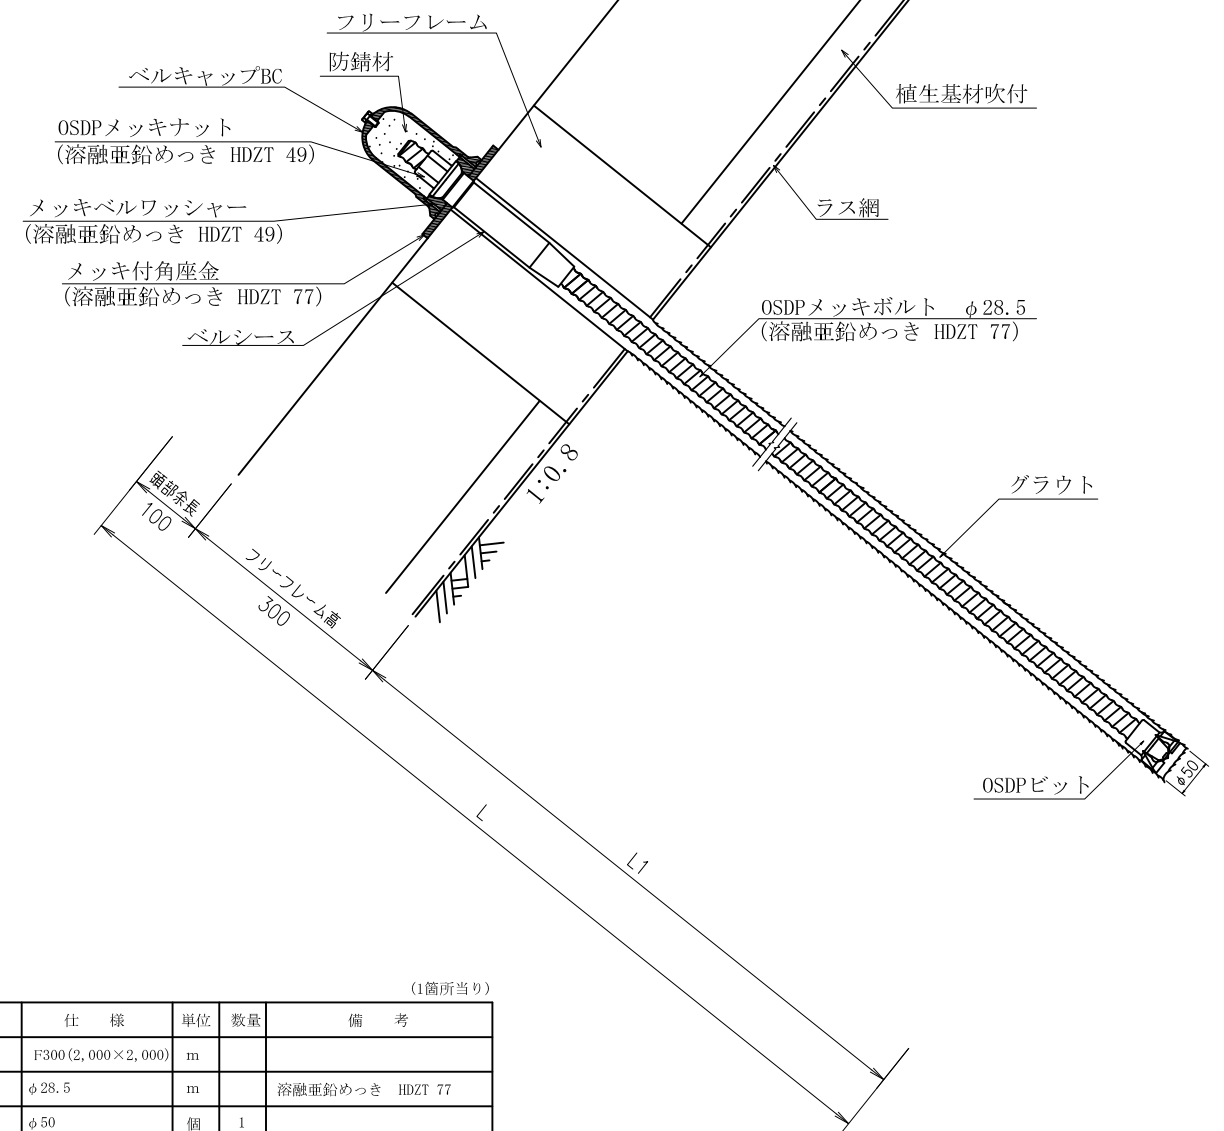 フリーフレーム
防錆材
ベルキャップBC
植生基材吹付
OSDPメッキナット
(溶融亜鉛めっき HDZT 49)
メッキベルワッシャー
(溶融亜鉛めっき HDZT 49)
ラス網
メッキ付角座金
(溶融亜鉛めっき HDZT 77)
OSDPメッキボルト φ28.5
(溶融亜鉛めっき HDZT 77)
ベルシース
1:0.8
グラウト
頭部余長
100
フリーフレーム高
300
OSDPビット
φ50
L
L1
(1箇所当り)
仕 様 単位 数量 備 考
F300(2,000×2,000) m
φ28.5 m 溶融亜鉛めっき HDZT 77
φ50 個 1